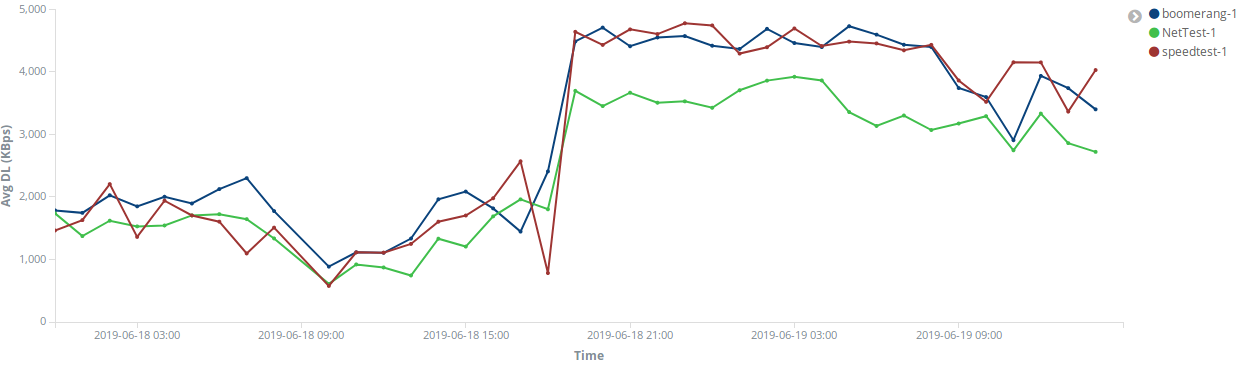 5,000
4,000
3,000
2,000
1,000
0
Avg DL (KBps)
2019-06-18 03:00
2019-06-18 09:00
2019-06-18 15:00
2019-06-18 21:00
2019-06-19 03:00
2019-06-19 09:00
Time
boomerang-1
NetTest-1
speedtest-1